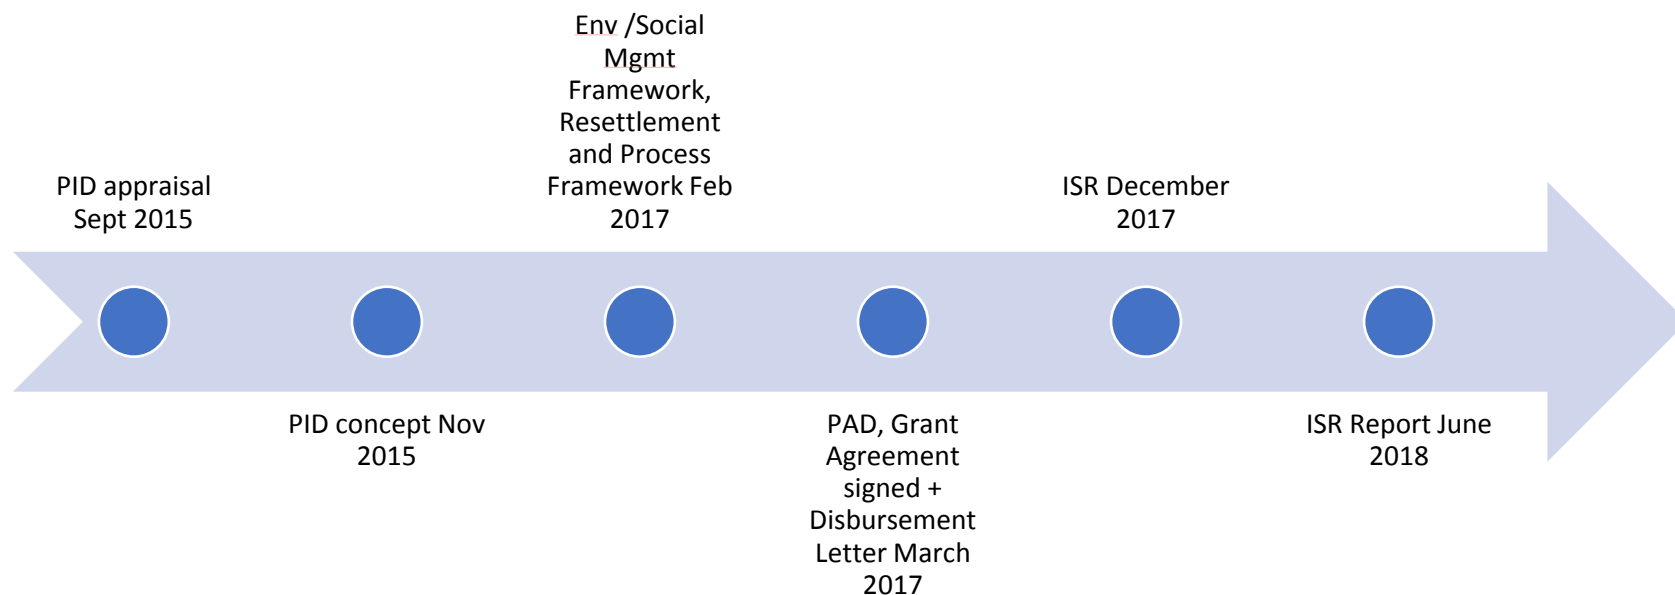 PID appraisal
Sept 2015
PID concept Nov
2015
Env /Social
Mgmt
Framework,
Resettlement
and Process
Framework Feb
2017
PAD, Grant
Agreement
signed +
Disbursement
Letter March
2017
ISR December
2017
ISR Report June
2018